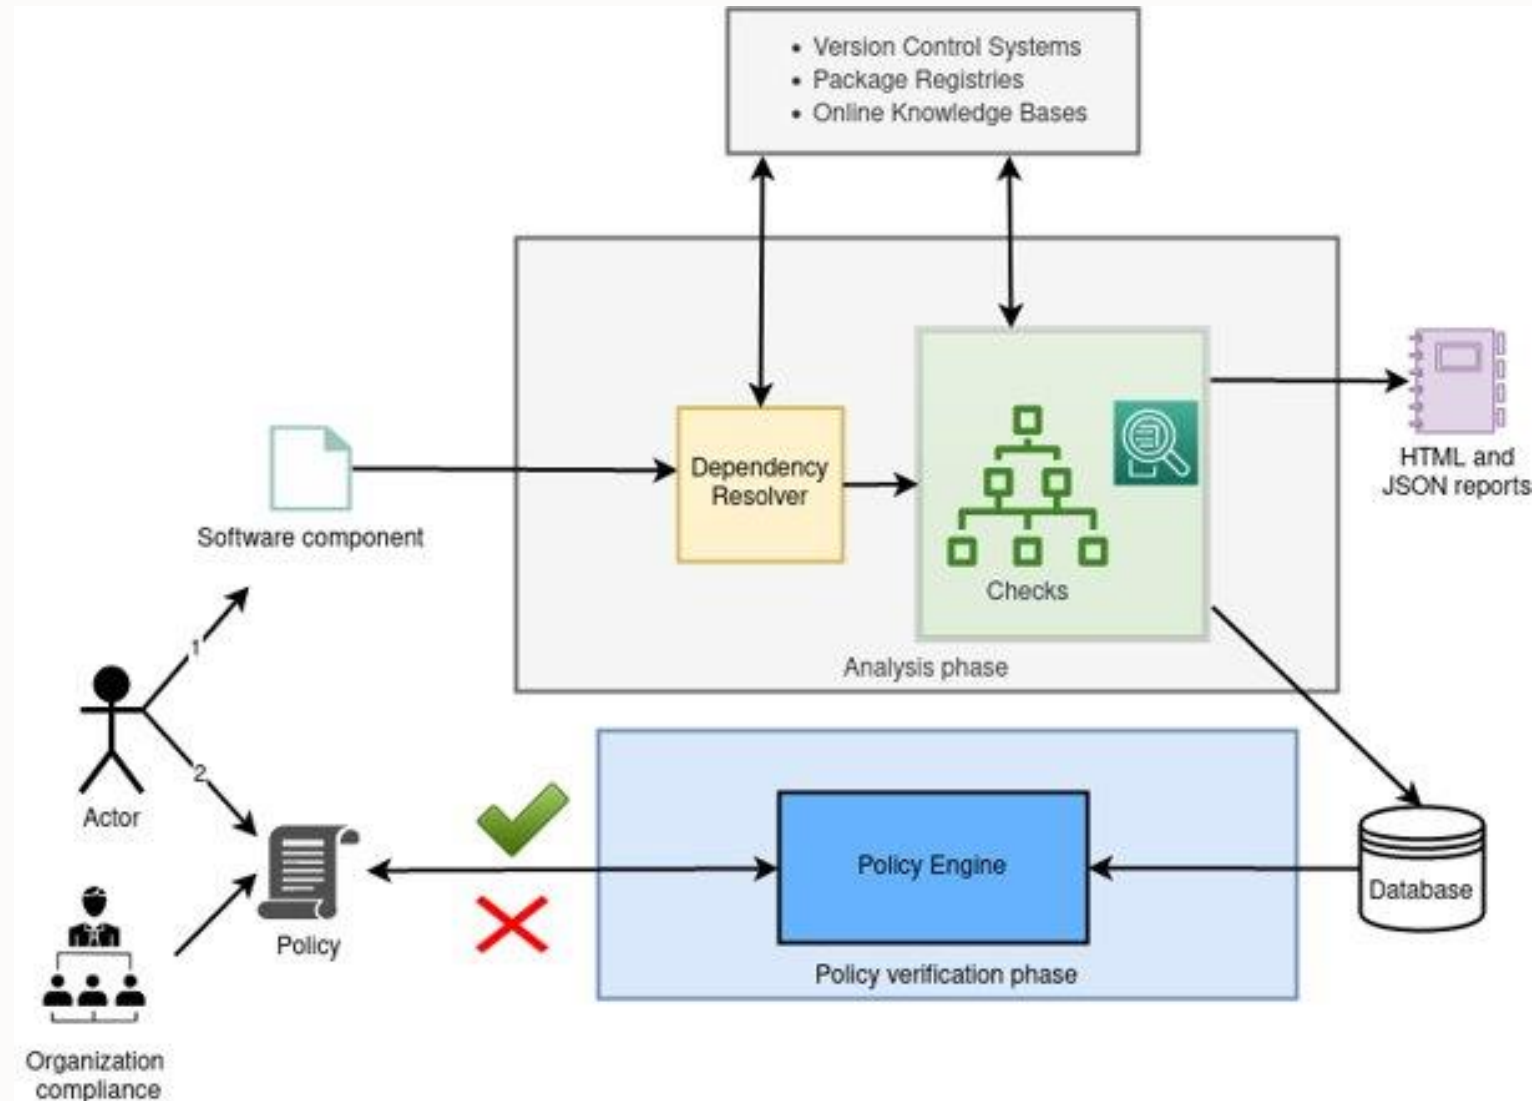 • Version Control Systems
• Package Registries
• Online Knowledge Bases
Dependency
Resolver
Checks
HTML and
JSON reports
Software component
Analysis phase
1
2
Actor
Policy Engine
Database
Policy
Policy verification phase
Organization
compliance